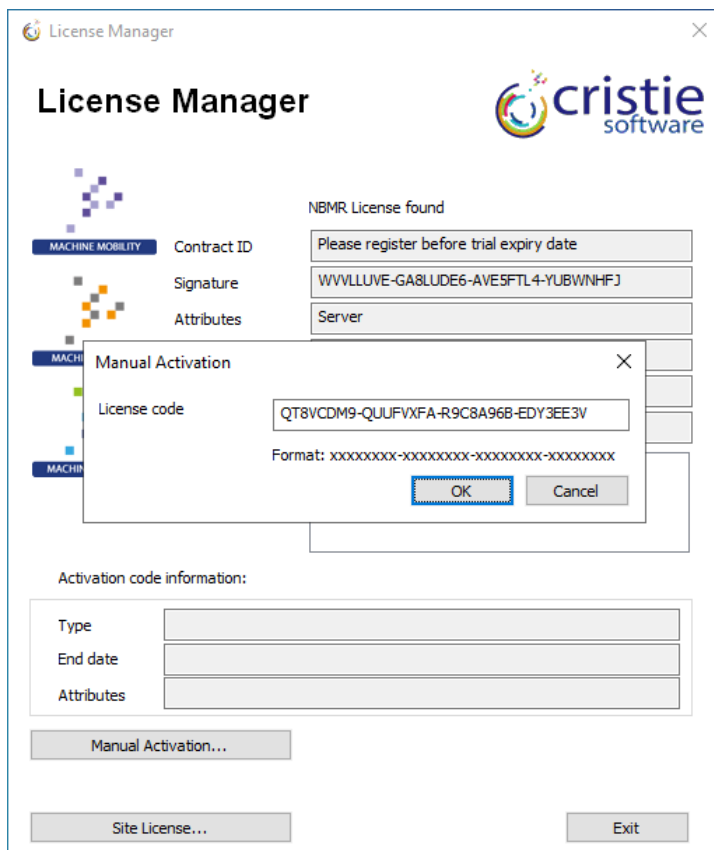 License Manager
License Manager
cristie
software
NBMR License found
MACHINE MOBILITY
Contract ID
Please register before trial expiry date
Signature
WVVLLUVE-GA8LUDE6-AVE5FTL4-YUBWNHFJ
Attributes
Server
MACHI
Manual Activation
License code
QT8VCDM9-QUUFVXFA-R9C8A96B-EDY3EE3V
Format: xxxxxxxx-xxxxxxxx-xxxxxxxx-xxxxxxxx
MACHIN
OK
Cancel
Activation code information:
Type
End date
Attributes
Manual Activation...
Site License...
Exit